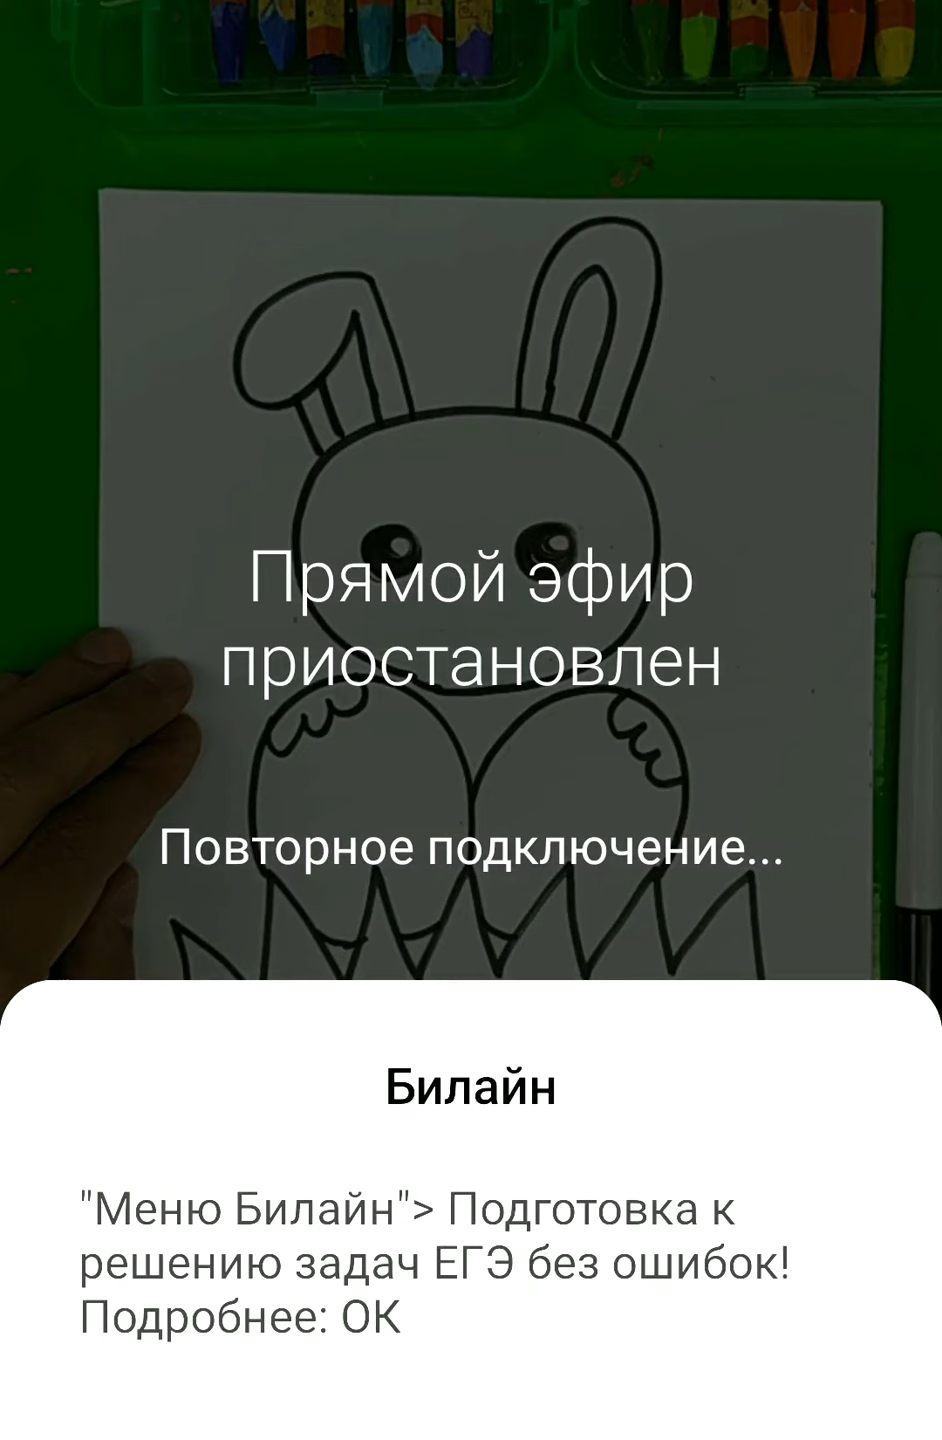 Прямой эфир
приостановлен
Повторное подключение...
Билайн
"Меню Билайн"> Подготовка к
решению задач ЕГЭ без ошибок!
Подробнее: ОК